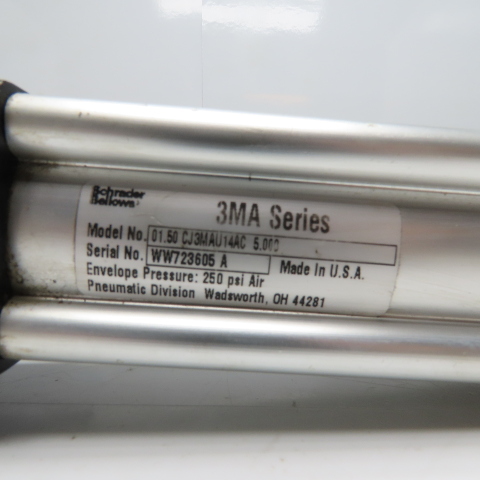 Schrader
Bellows
3MA Series
Model No. 01.50 CJ3MAU14AC 5.000
Serial No. WW723605 A Made In U.S.A.
Envelope Pressure: 250 psi Air
Pneumatic Division Wadsworth, OH 44281